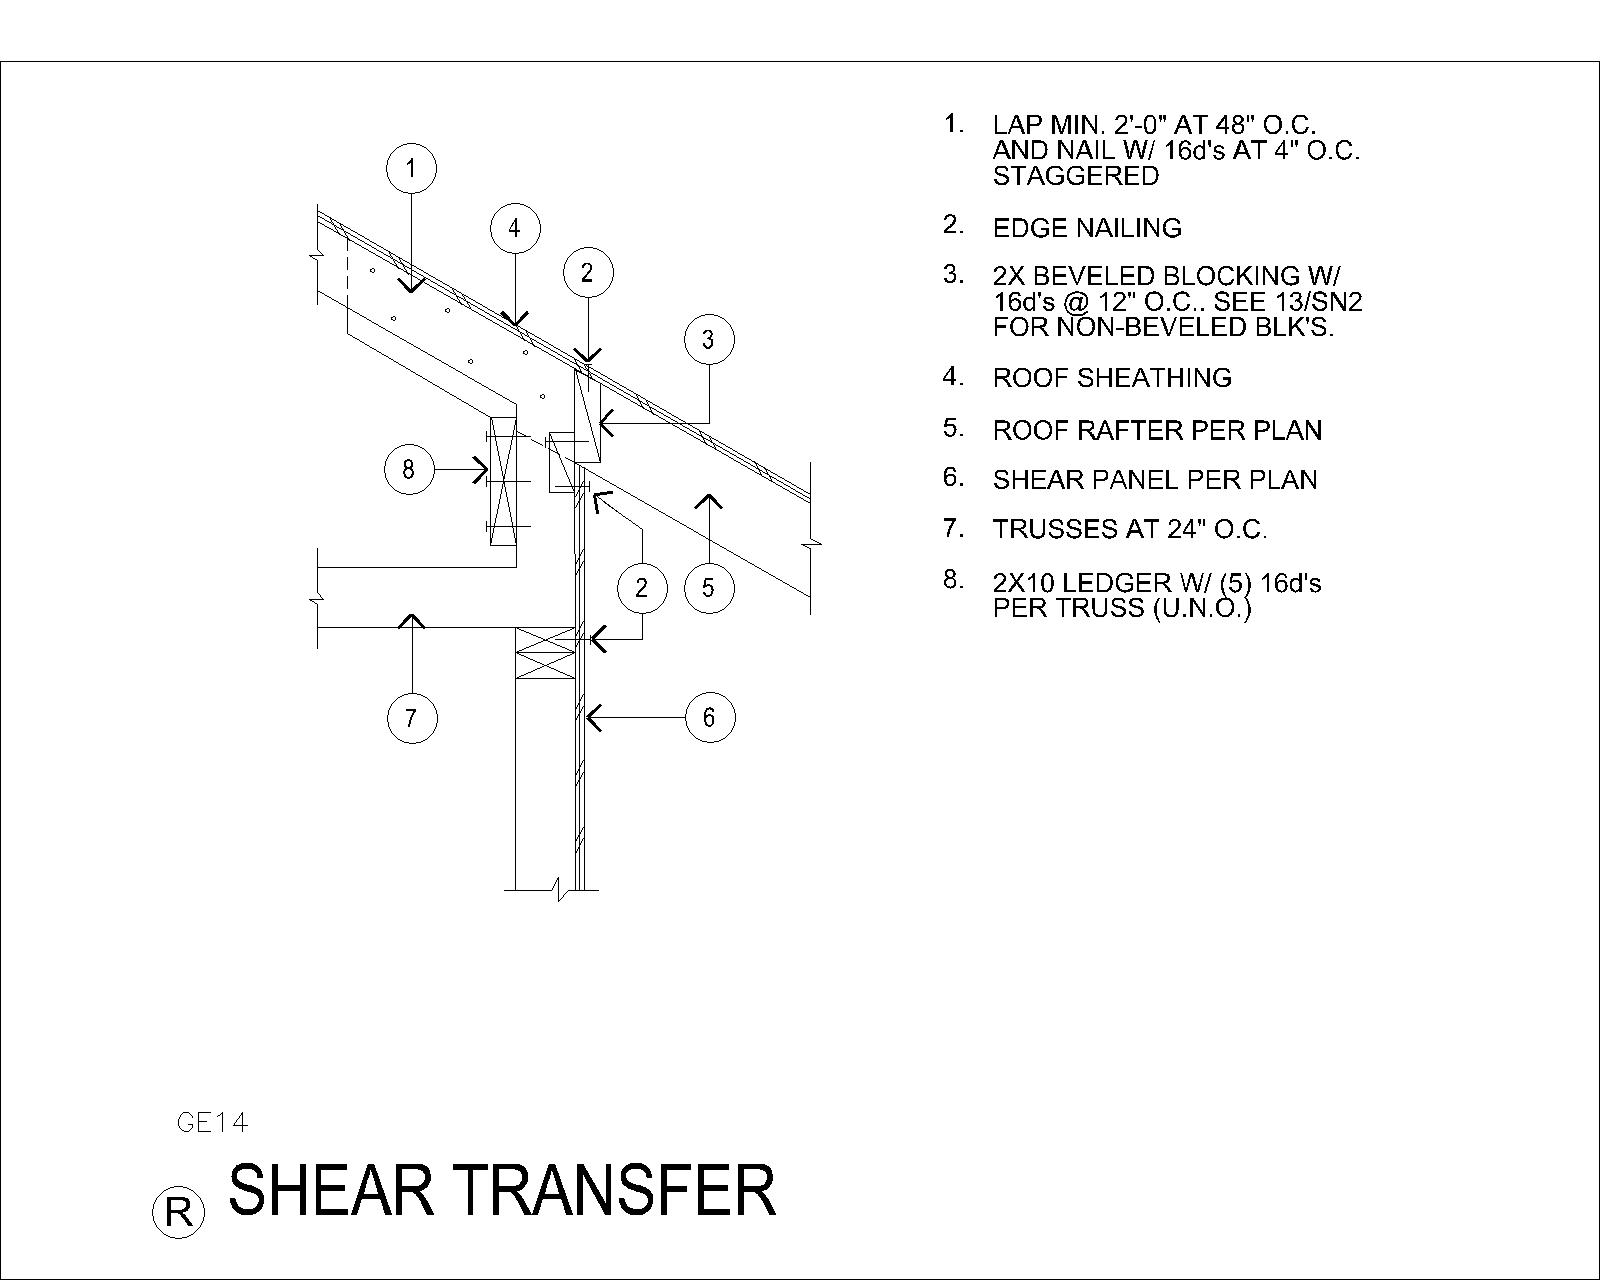 1
4
2
3
8
2
5
7
6
1. LAP MIN. 2'-0" AT 48" O.C.
AND NAIL W/ 16d's AT 4" O.C.
STAGGERED
2. EDGE NAILING
3. 2X BEVELED BLOCKING W/
16d's @ 12" O.C.. SEE 13/SN2
FOR NON-BEVELED BLK'S.
4. ROOF SHEATHING
5. ROOF RAFTER PER PLAN
6. SHEAR PANEL PER PLAN
7. TRUSSES AT 24" O.C.
8. 2X10 LEDGER W/ (5) 16d's
PER TRUSS (U.N.O.)
GE14
R SHEAR TRANSFER